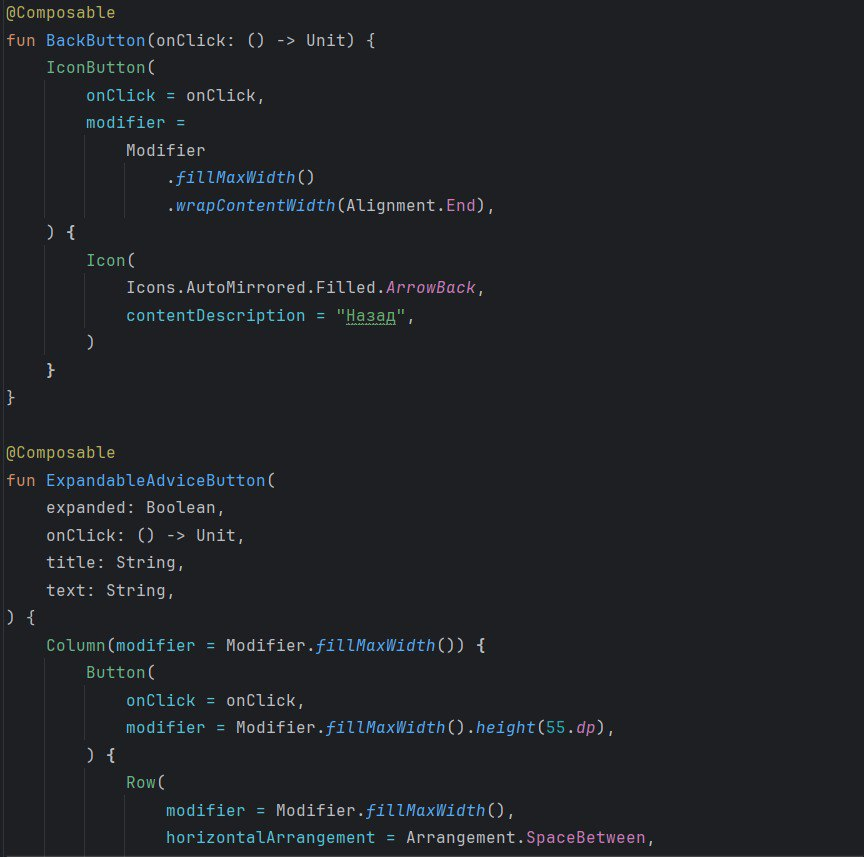 @Composable
fun BackButton(onClick: () -> Unit) {
    IconButton(
        onClick = onClick,
        modifier =
            Modifier
                .fillMaxWidth()
                .wrapContentWidth(Alignment.End),
    ) {
        Icon(
            Icons.AutoMirrored.Filled.ArrowBack,
            contentDescription = "Назад",
        )
    }
}

@Composable
fun ExpandableAdviceButton(
    expanded: Boolean,
    onClick: () -> Unit,
    title: String,
    text: String,
) {
    Column(modifier = Modifier.fillMaxWidth()) {
        Button(
            onClick = onClick,
            modifier = Modifier.fillMaxWidth().height(55.dp),
        ) {
            Row(
                modifier = Modifier.fillMaxWidth(),
                horizontalArrangement = Arrangement.SpaceBetween,